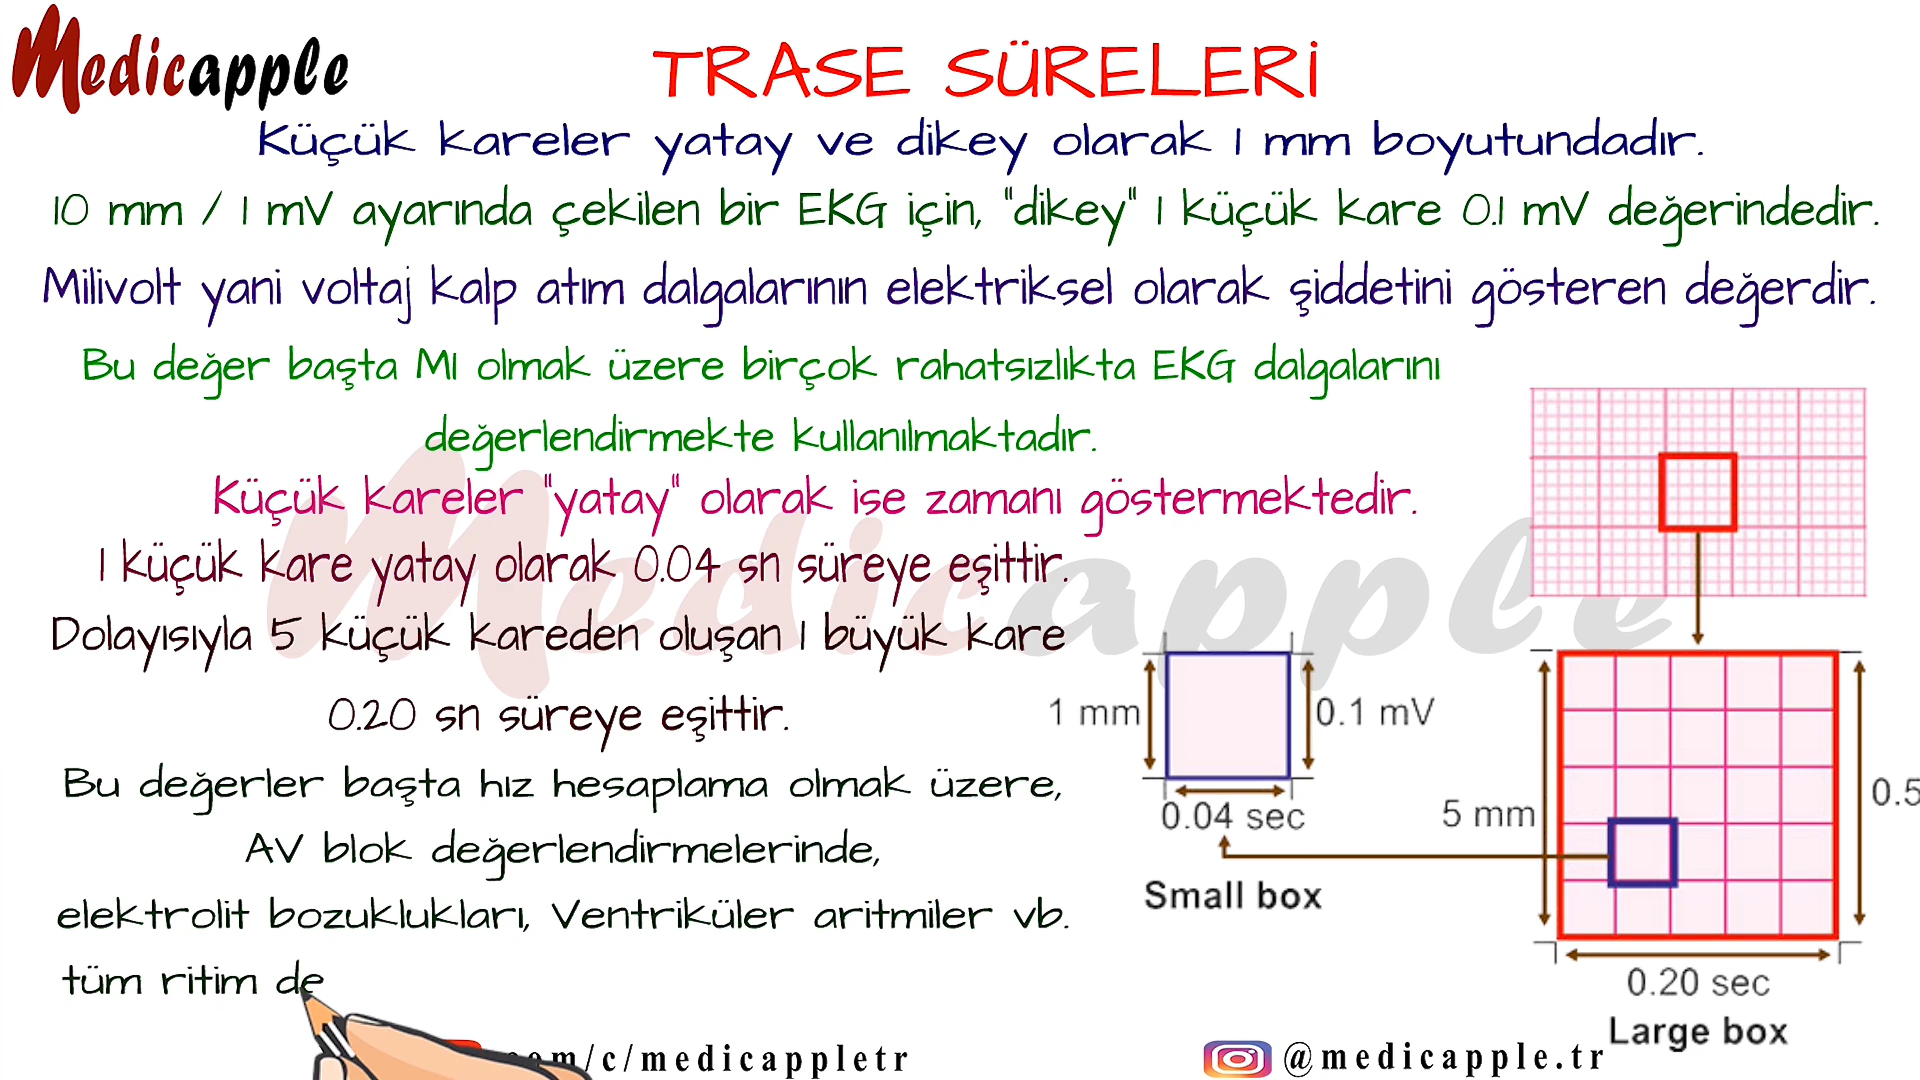 Medicapple
TRASE SÜRELERİ
Küçük kareler yatay ve dikey olarak 1 mm boyutundadır.
10 mm / 1 mV ayarında çekilen bir EKG için, "dikey" 1 küçük kare 0.1 mV değerindedir.
Milivolt yani voltaj kalp atım dalgalarının elektriksel olarak şiddetini gösteren değerdir.
Bu değer başta MI olmak üzere birçok rahatsızlıkta EKG dalgalarını
değerlendirmekte kullanılmaktadır.
Küçük kareler "yatay" olarak ise zamanı göstermektedir.
1 küçük kare yatay olarak 0.04 sn süreye eşittir.
Dolayısıyla 5 küçük kareden oluşan 1 büyük kare
0.20 sn süreye eşittir.
Bu değerler başta hız hesaplama olmak üzere,
AV blok değerlendirmelerinde,
elektrolit bozuklukları, Ventriküler aritmiler vb.
tüm ritim de
Medicapple
1 mm
0.1 mV
0.04 sec
Small box
5 mm
0.5
0.20 sec
Large box
om/c/medicappletr
@medicapple.tr